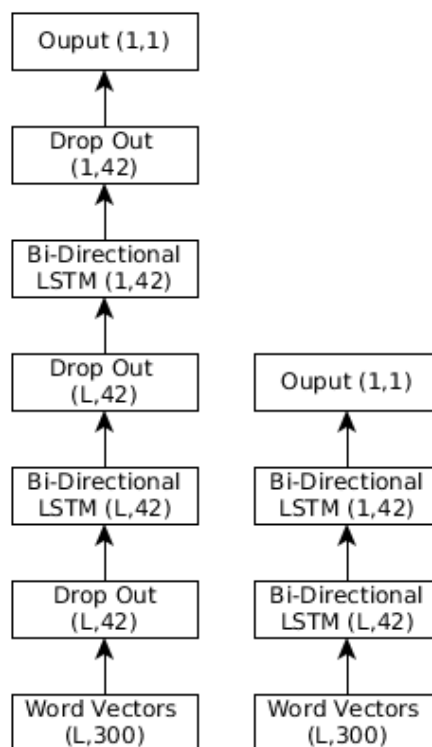 Ouput (1,1)
Drop Out
(1,42)
Bi-Directional
LSTM (1,42)
Drop Out
(L,42)
Bi-Directional
LSTM (L,42)
Drop Out
(L,42)
Word Vectors
(L,300)
Ouput (1,1)
Bi-Directional
LSTM (1,42)
Bi-Directional
LSTM (L,42)
Word Vectors
(L,300)